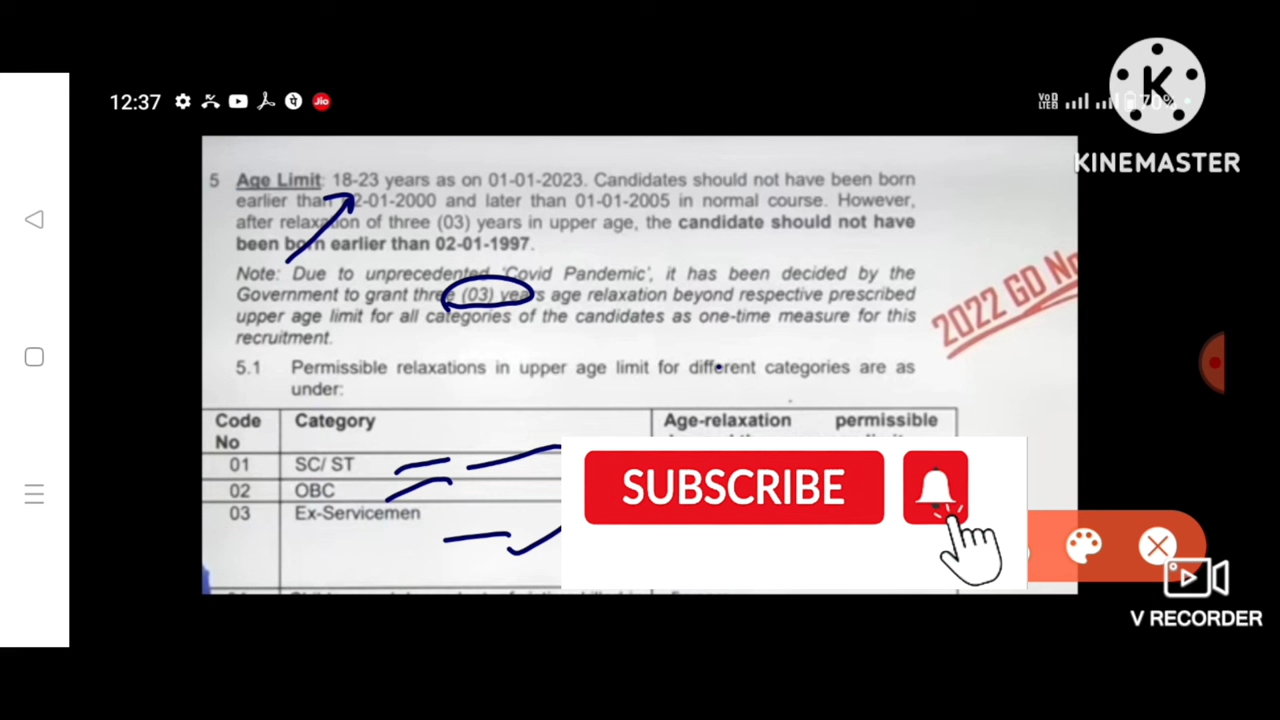 12:37
Jio
VoD
LTEB
70%
KINEMASTER
5 Age Limit: 18-23 years as on 01-01-2023. Candidates should not have been born
earlier than 02-01-2000 and later than 01-01-2005 in normal course. However,
after relaxation of three (03) years in upper age, the candidate should not have
been born earlier than 02-01-1997.
Note: Due to unprecedented 'Covid Pandemic', it has been decided by the
Government to grant three (03) years age relaxation beyond respective prescribed
upper age limit for all categories of the candidates as one-time measure for this
recruitment.
2022 GD No
5.1 Permissible relaxations in upper age limit for different categories are as
under:
Code No Category Age-relaxation permissible
01 SC/ ST
02 OBC
03 Ex-Servicemen
SUBSCRIBE
V RECORDER